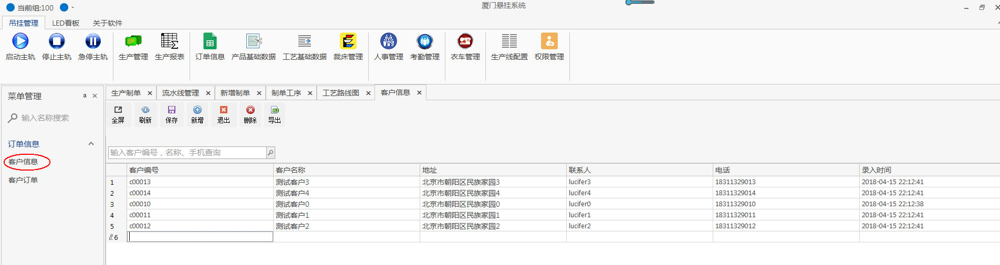 当前组:100
厦门悬挂系统
吊挂管理 LED看板 关于软件
启动主轨 停止主轨 急停主轨 生产管理 生产报表 订单信息 产品基础数据 工艺基础数据 裁床管理 人事管理 考勤管理 衣车管理 生产线配置 权限管理
菜单管理
输入名称搜索
订单信息
客户信息
客户订单
生产制单 流水线管理 新增制单 制单工序 工艺路线图 客户信息
全屏 刷新 保存 新增 退出 删除 导出
输入客户编号，名称、手机查询
客户编号 客户名称 地址 联系人 电话 录入时间
1 c00013 测试客户3 北京市朝阳区民族家园3 lucifer3 18311329013 2018-04-15 22:12:41
2 c00014 测试客户4 北京市朝阳区民族家园4 lucifer4 18311329014 2018-04-15 22:12:41
3 c00010 测试客户0 北京市朝阳区民族家园0 lucifer0 18311329010 2018-04-15 22:12:38
4 c00011 测试客户1 北京市朝阳区民族家园1 lucifer1 18311329011 2018-04-15 22:12:41
5 c00012 测试客户2 北京市朝阳区民族家园2 lucifer2 18311329012 2018-04-15 22:12:41
6